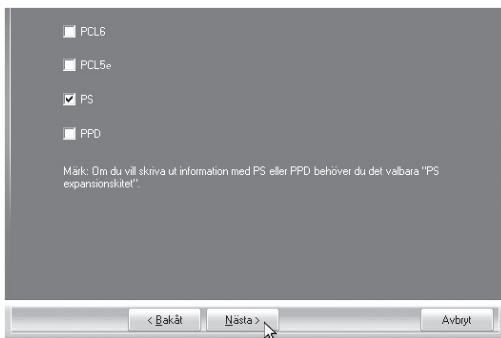 PCL6
PCL5e
PS
PPD
Märk: Om du vill skriva ut information med PS eller PPD behöver du det valbara "PS
expansionskitet".
< Bakåt Nästa > Avbryt